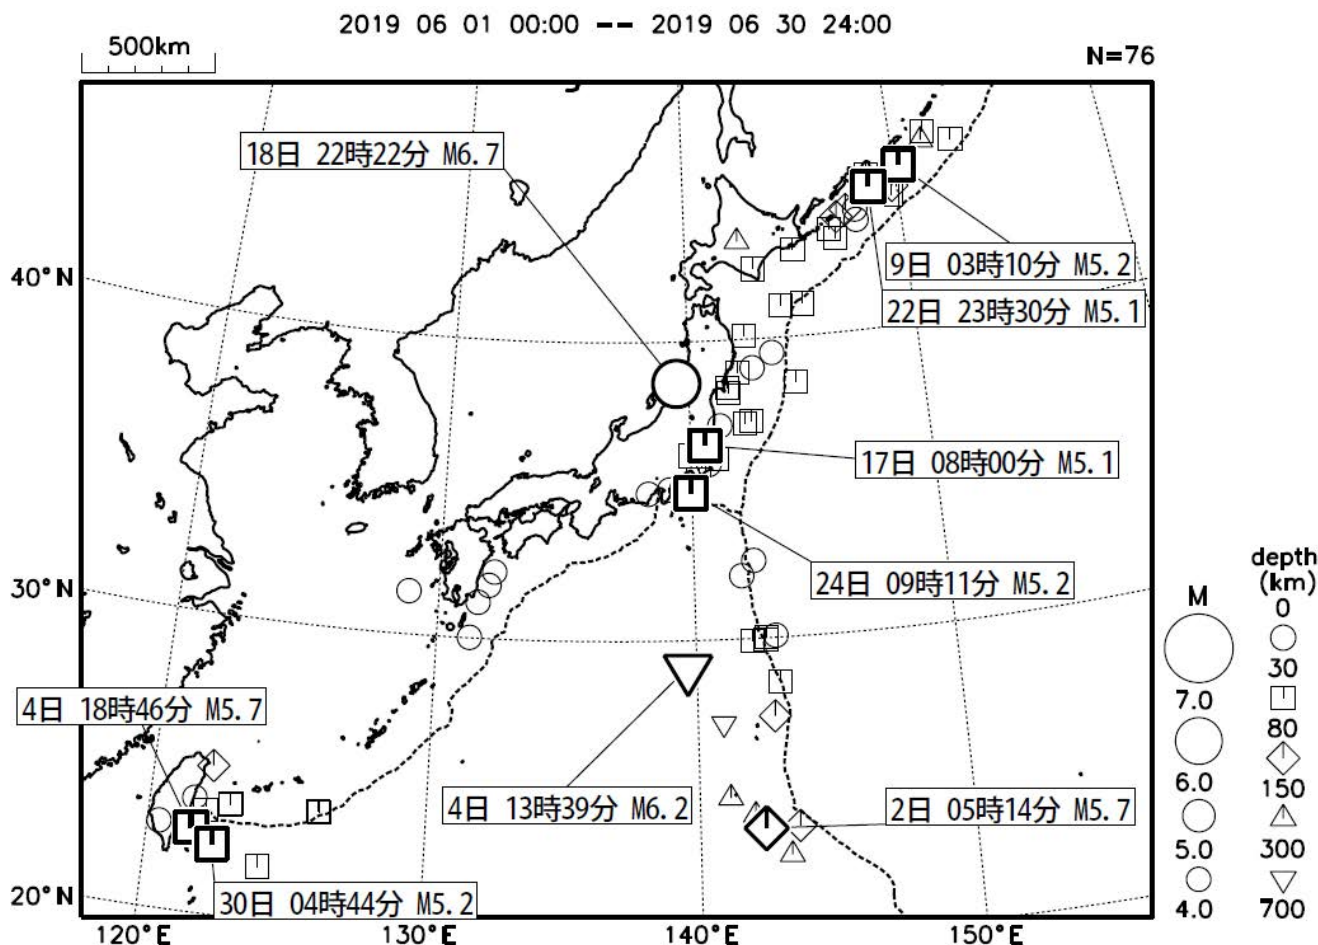 2019 06 01 00:00 -- 2019 06 30 24:00
500km
N=76
18日 22時22分 M6.7
9日 03時10分 M5.2
22日 23時30分 M5.1
40°N
17日 08時00分 M5.1
24日 09時11分 M5.2
30°N
4日 18時46分 M5.7
4日 13時39分 M6.2
2日 05時14分 M5.7
30日 04時44分 M5.2
20°N
120°E
130°E
140°E
150°E
M
7.0
6.0
5.0
4.0
depth
(km)
0
30
80
150
300
700